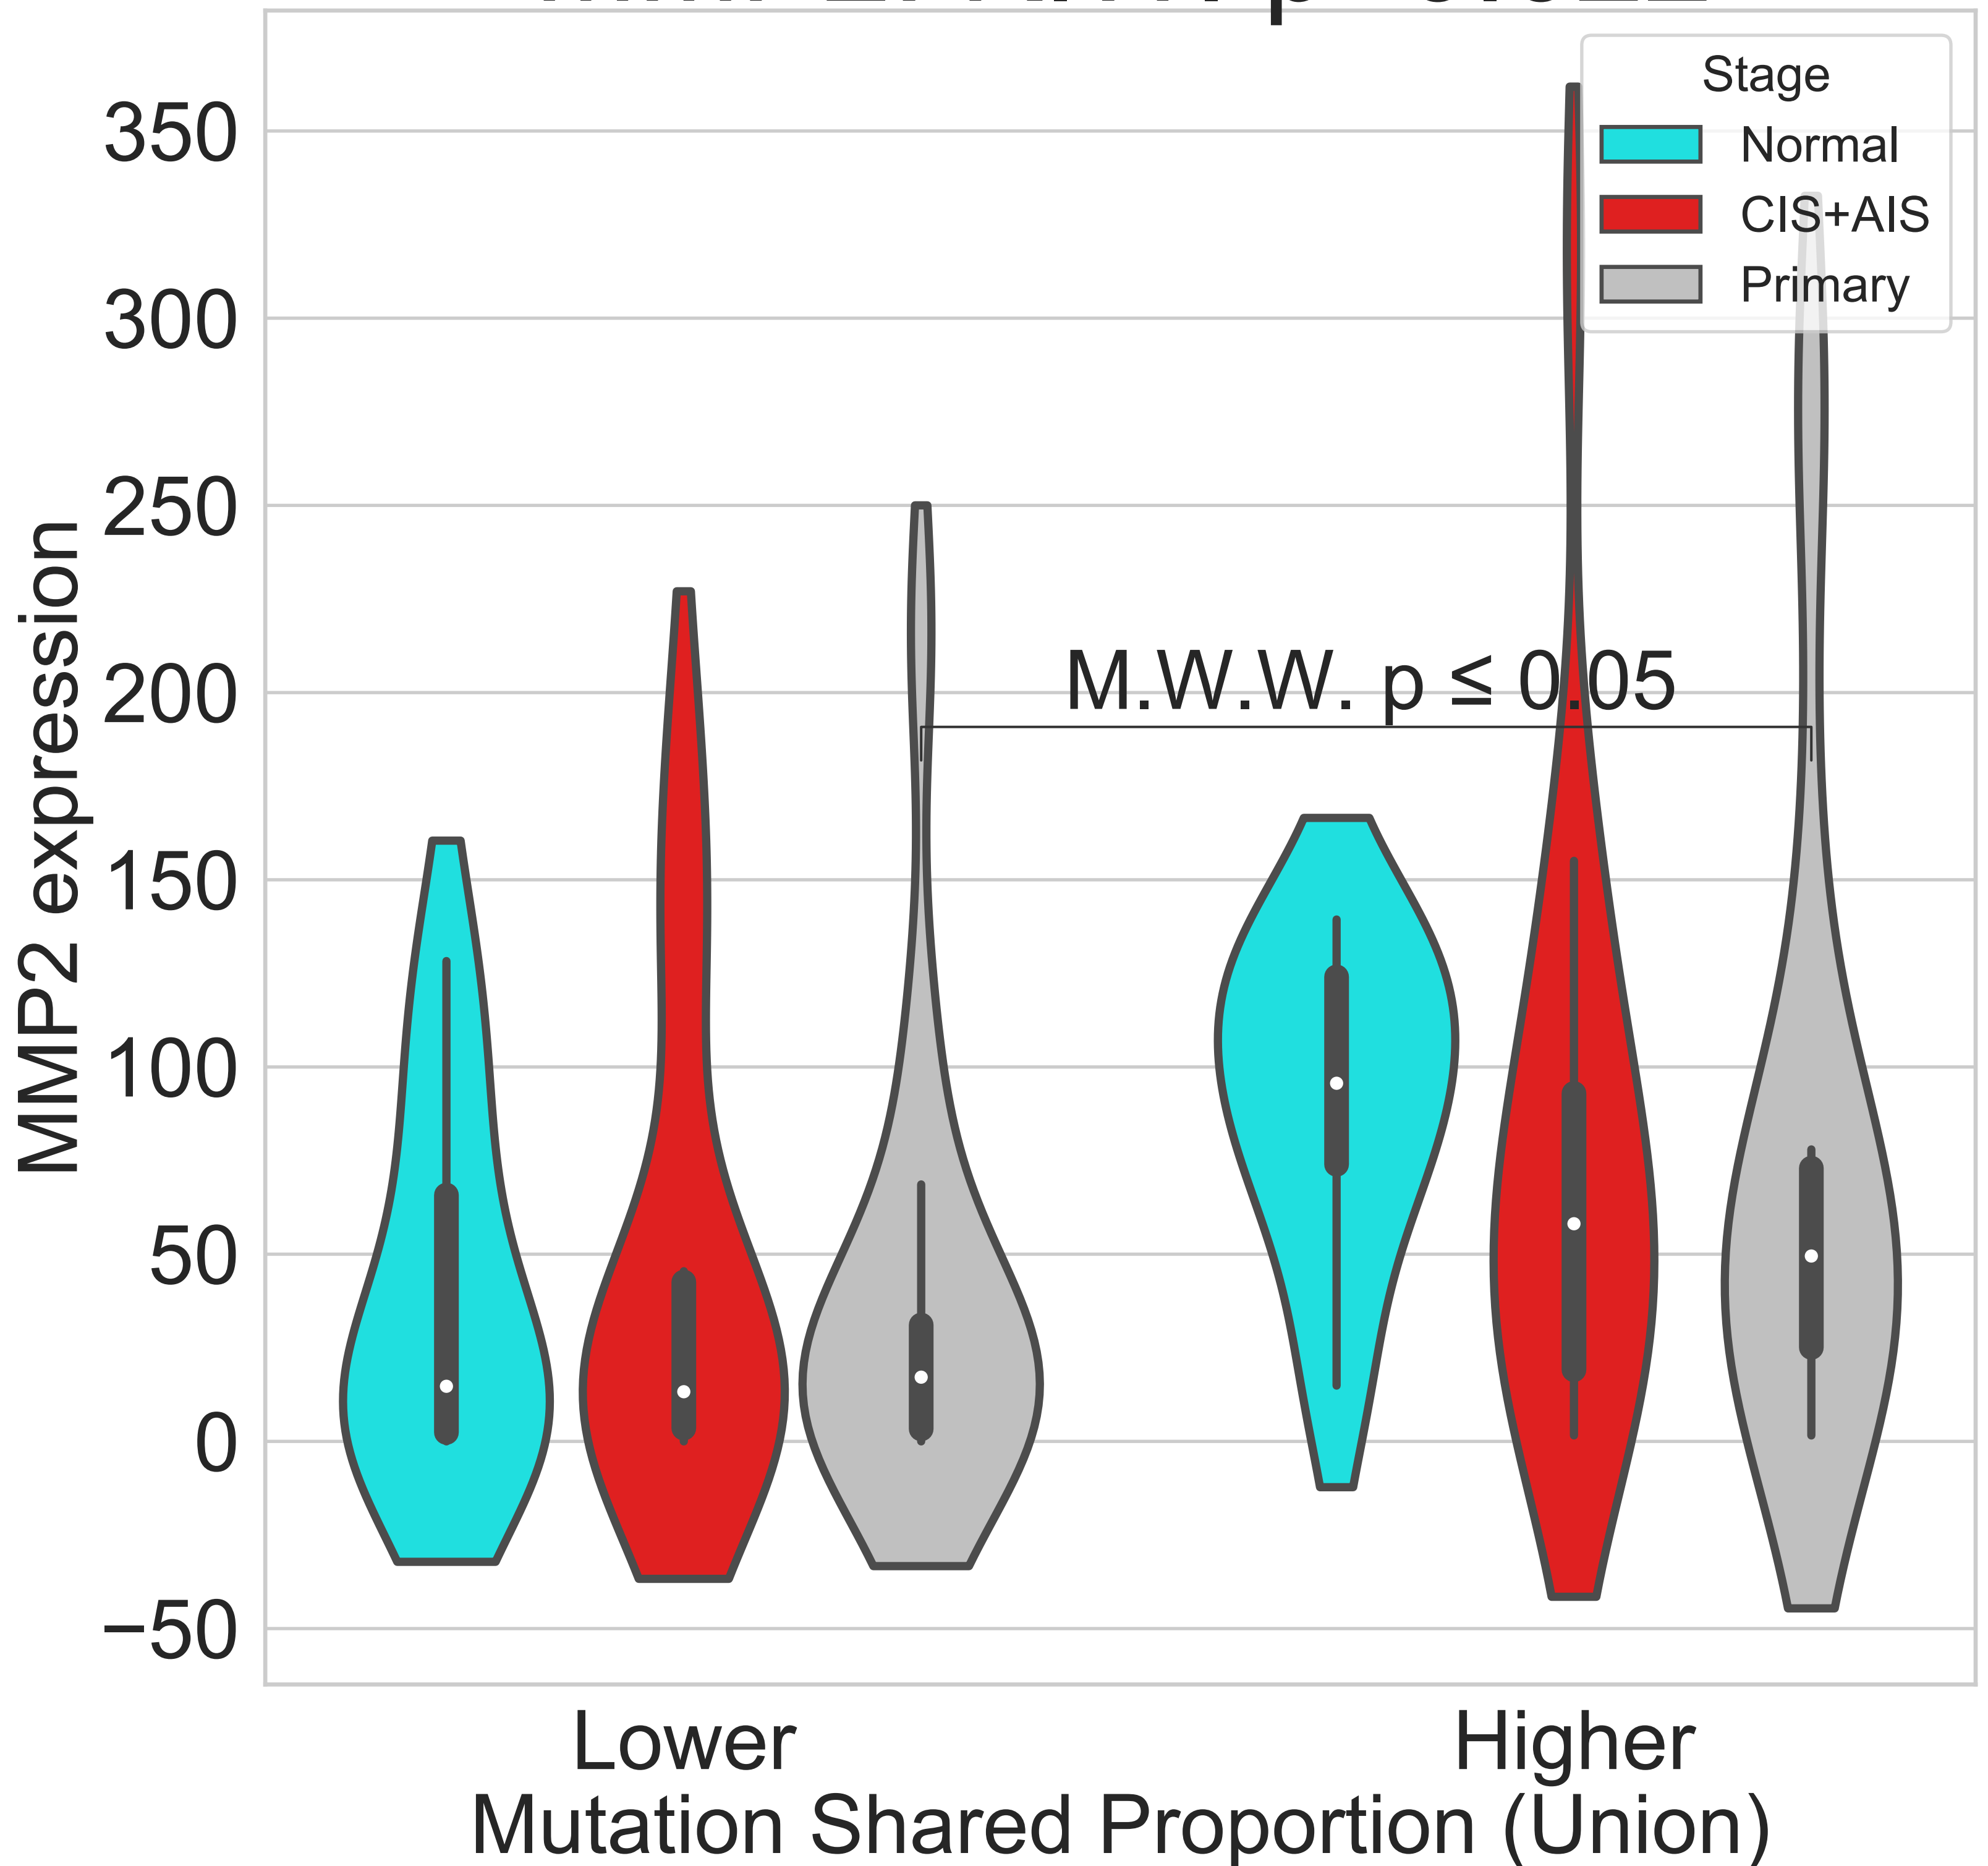 Stage
Normal
CIS+AIS
Primary
350
300
250
200
150
100
50
0
−50
MMP2 expression
M.W.W. p ≤ 0.05
Lower
Higher
Mutation Shared Proportion (Union)